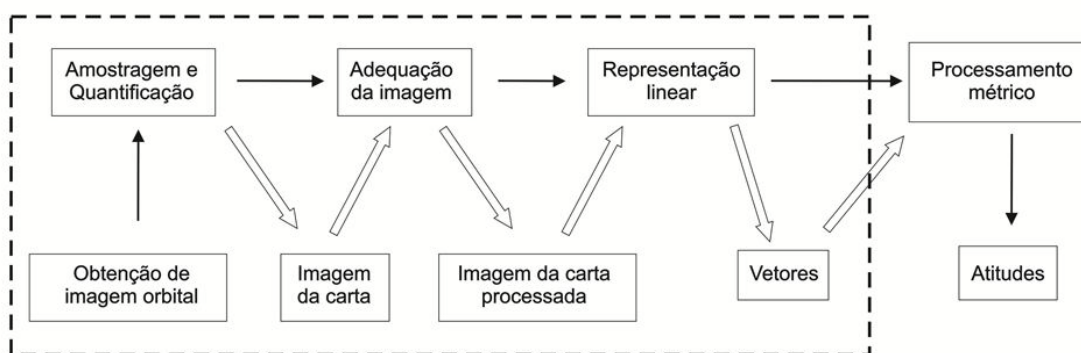 Amostragem e
Quantificação
Adequação
da imagem
Representação
linear
Processamento
métrico
Obtenção de
imagem orbital
Imagem
da carta
Imagem da carta
processada
Vetores
Atitudes